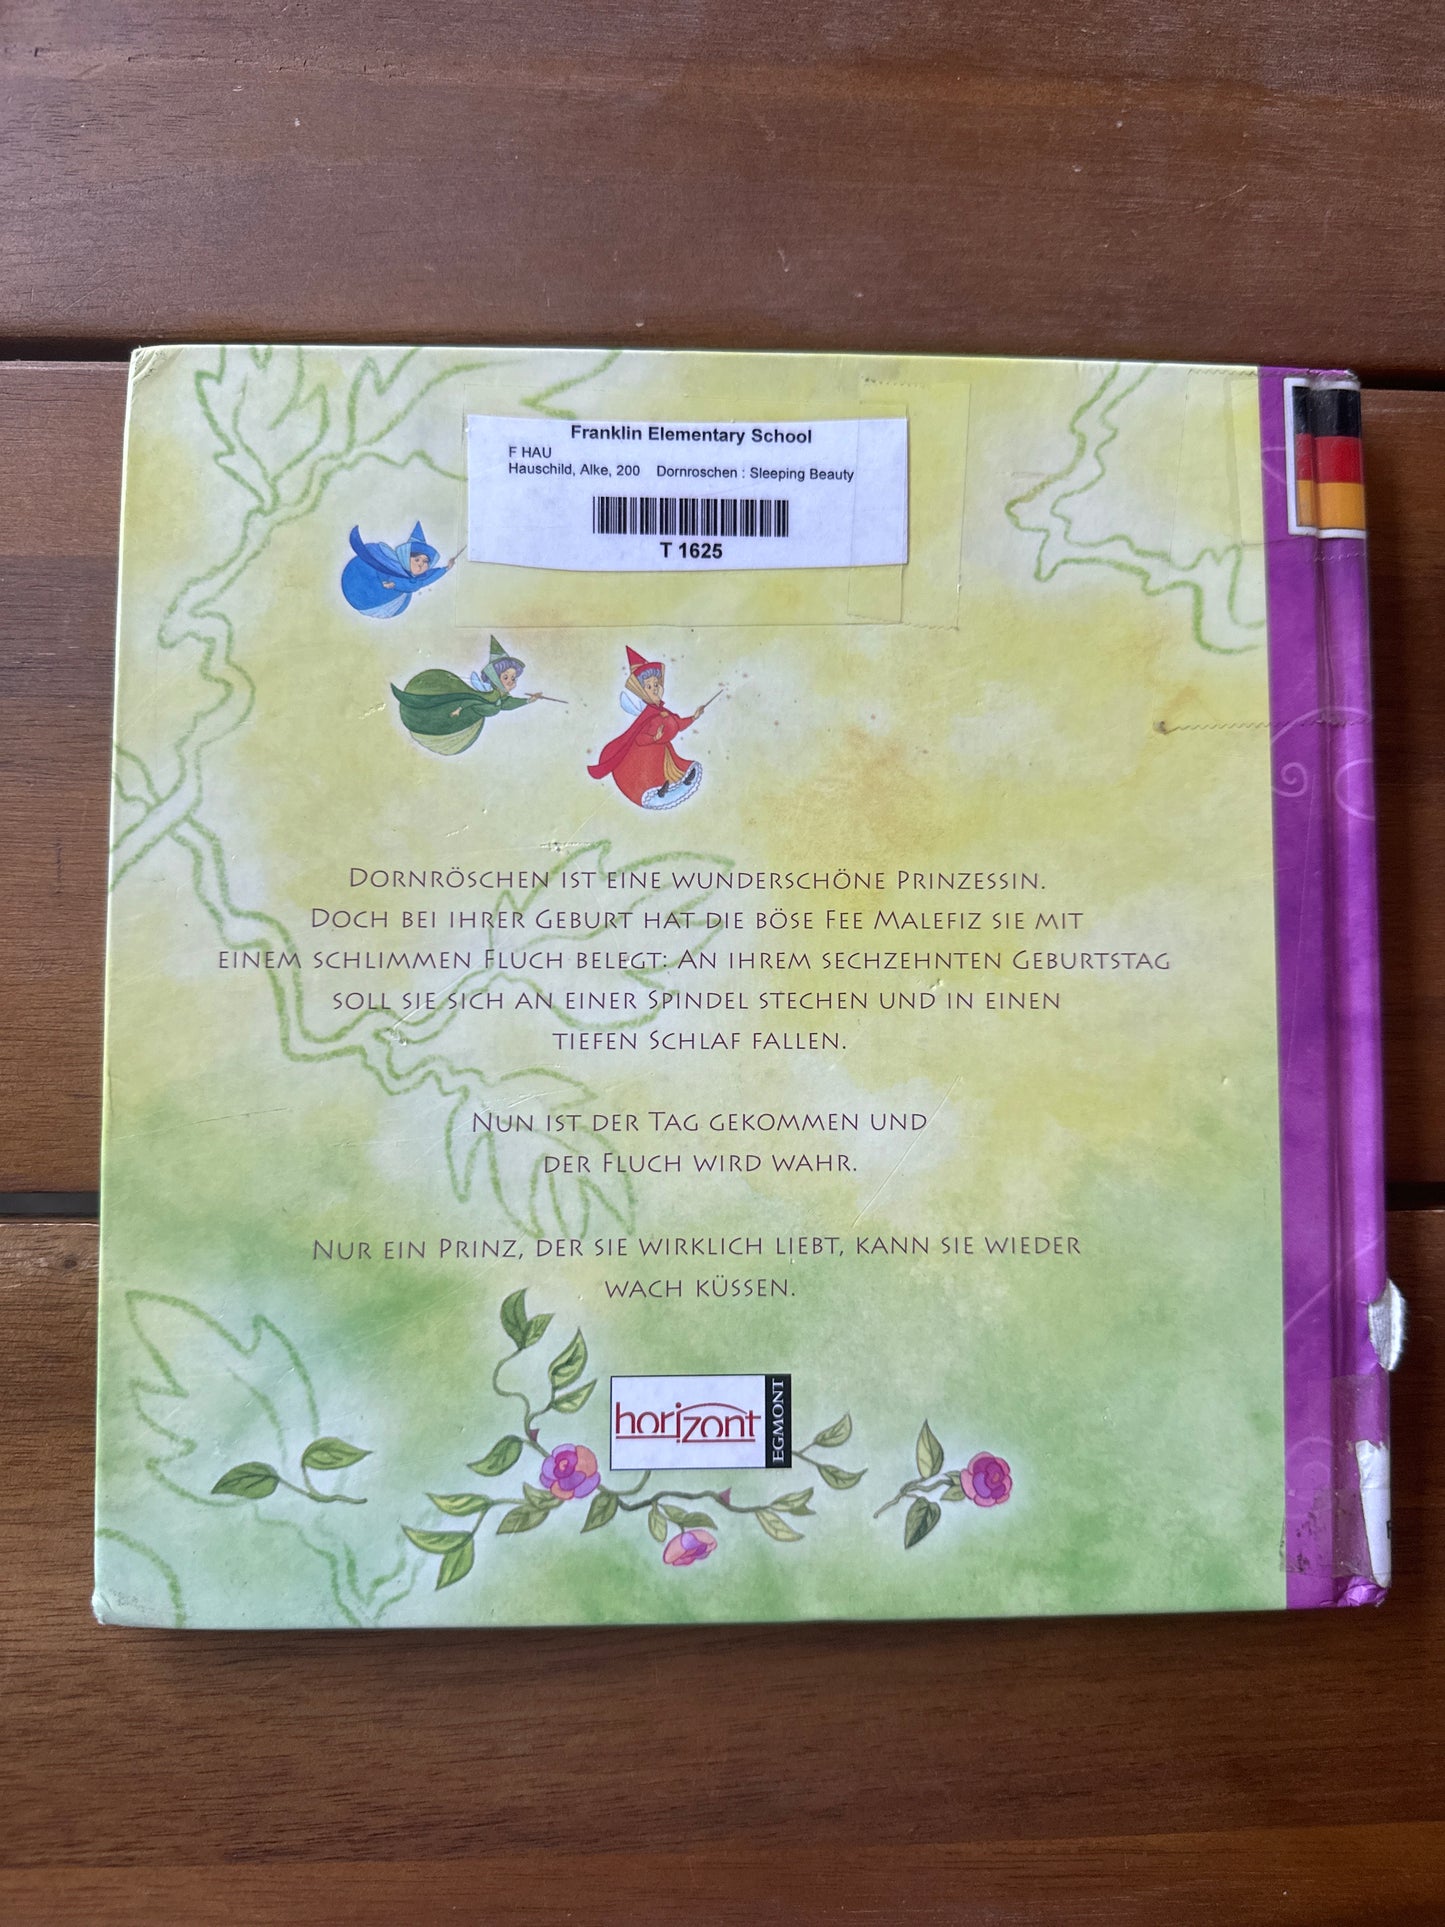 Franklin Elementary School
F HAU
Hauschild, Alke, 200 Dornroschen : Sleeping Beauty
T 1625
DORNRÖSCHEN IST EINE WUNDERSCHÖNE PRINZESSIN.
DOCH BEI IHRER GEBURT HAT DIE BÖSE FEE MALEFIZ SIE MIT
EINEM SCHLIMMEN FLUCH BELEGT: AN IHREM SECHZEHNTEN GEBURTSTAG
SOLL SIE SICH AN EINER SPINDEL STECHEN UND IN EINEN
TIEFEN SCHLAF FALLEN.
NUN IST DER TAG GEKOMMEN UND
DER FLUCH WIRD WAHR.
NUR EIN PRINZ, DER SIE WIRKLICH LIEBT, KANN SIE WIEDER
WACH KÜSSEN.
horizont
EGMONT